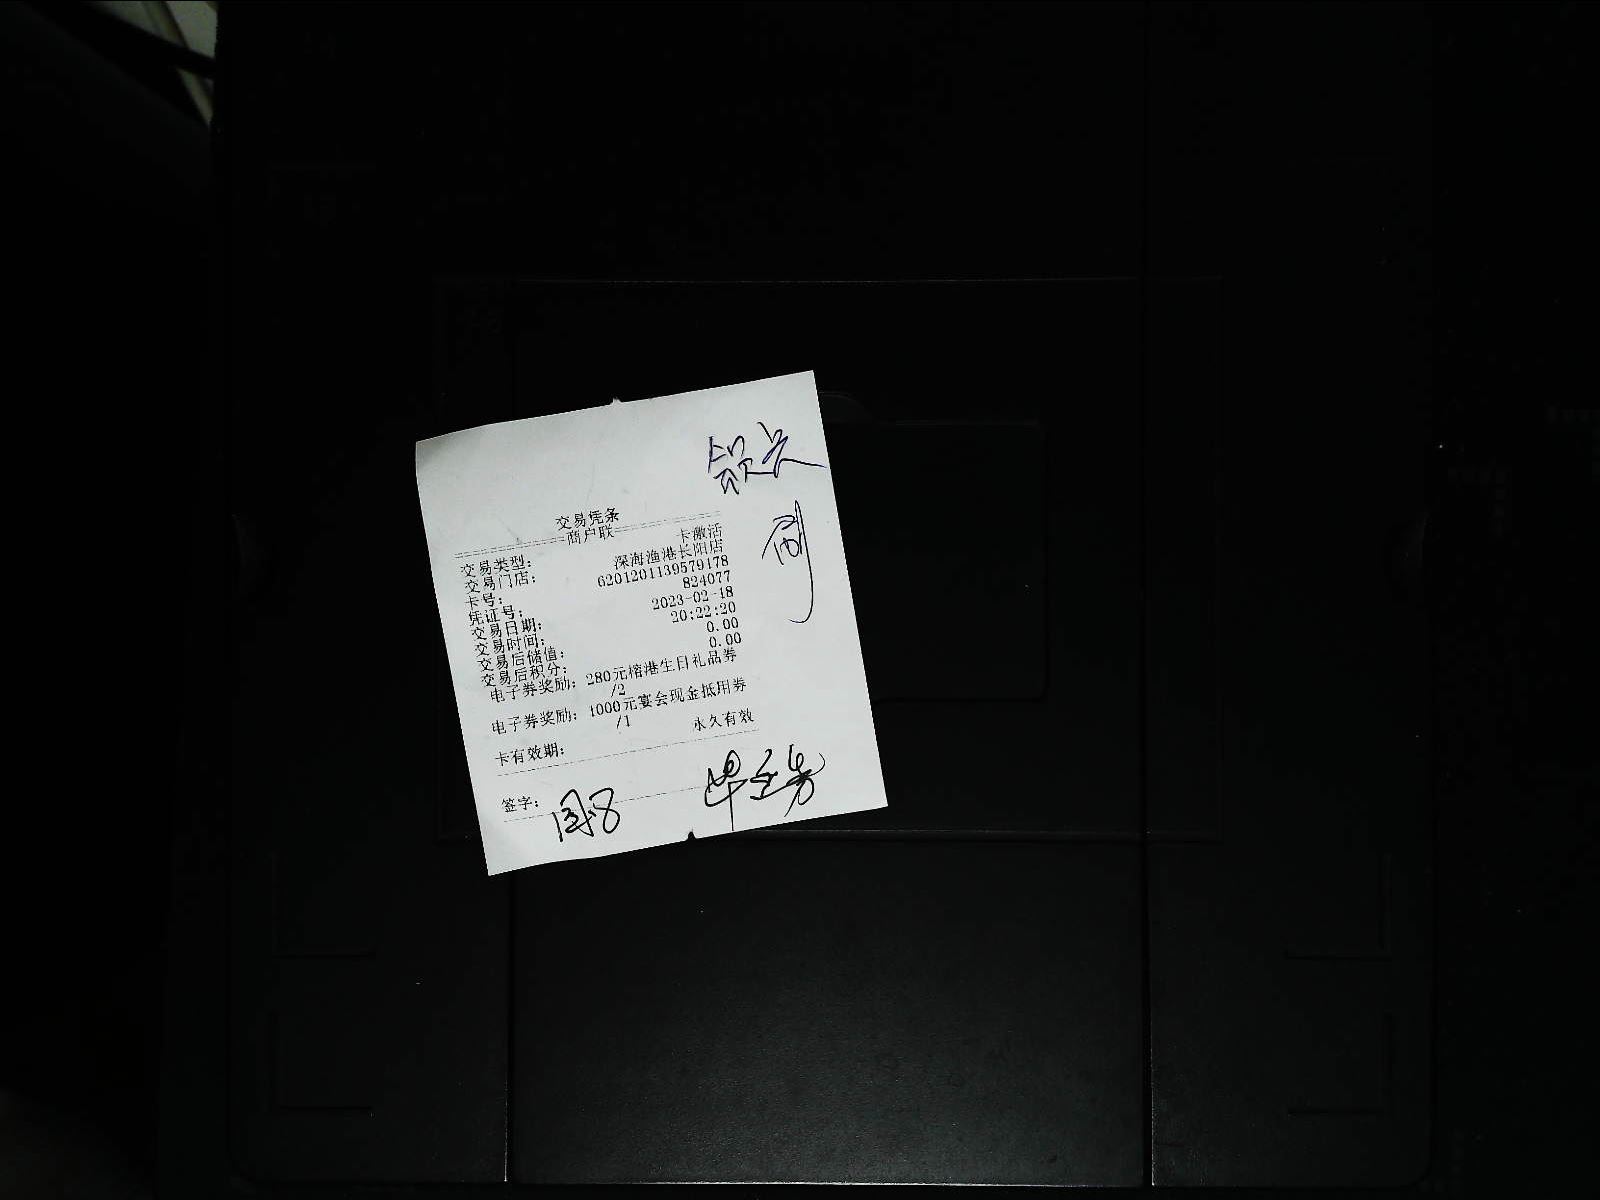 领卡
交易凭条
商户联
交易类型： 卡激活
交易门店： 深海渔港长阳店
卡号： 6201201139579178
凭证号： 824077
交易日期： 2023-02-18
交易时间： 20:22:20
交易后储值： 0.00
交易后积分： 0.00
电子券奖励： 280元榕港生日礼品券
/2
电子券奖励： 1000元宴会现金抵用券
/1
卡有效期： 永久有效
签字：